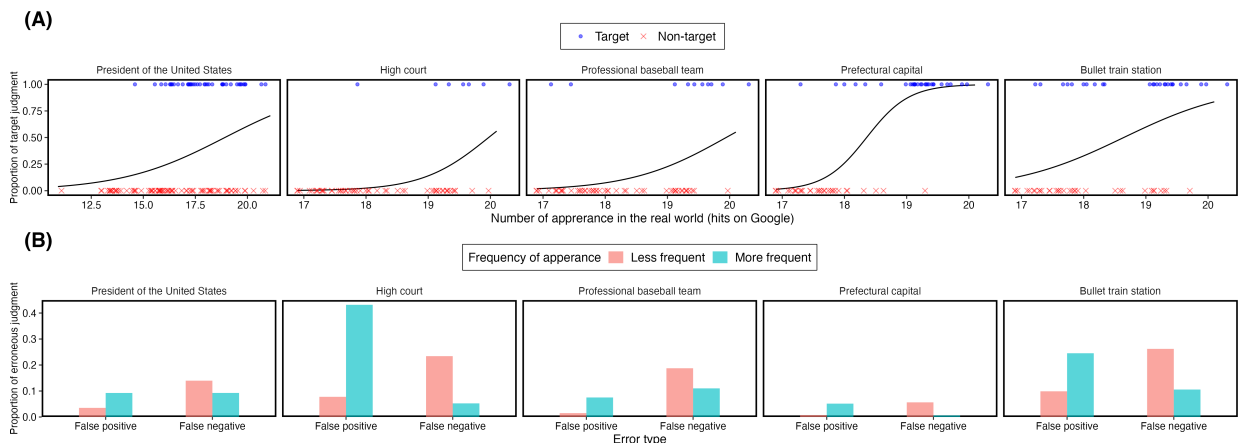 (A)
Target Non-target
President of the United States High court Professional baseball team Prefectural capital Bullet train station
Proportion of target judgment
1.00
0.75
0.50
0.25
0.00
12.5 15.0 17.5 20.0 17 18 19 20 17 18 19 20 17 18 19 20 17 18 19 20
Number of apprerance in the real world (hits on Google)
(B)
Frequency of apperance Less frequent More frequent
President of the United States High court Professional baseball team Prefectural capital Bullet train station
Proportion of erroneous judgment
0.4
0.3
0.2
0.1
0.0
False positive False negative False positive False negative False positive False negative False positive False negative False positive False negative
Error type